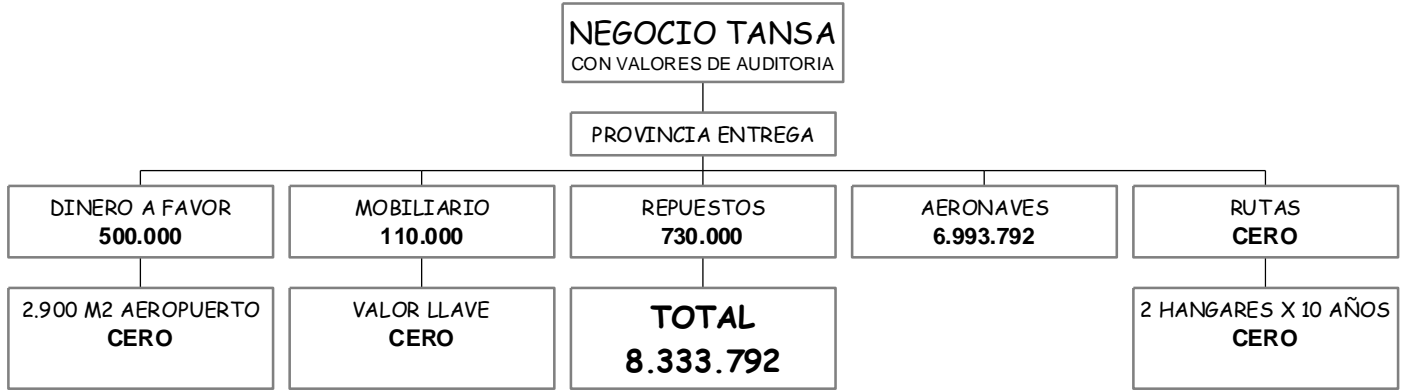 NEGOCIO TANSA
CON VALORES DE AUDITORIA
PROVINCIA ENTREGA
DINERO A FAVOR
500.000
MOBILIARIO
110.000
REPUESTOS
730.000
AERONAVES
6.993.792
RUTAS
CERO
2.900 M2 AEROPUERTO
CERO
VALOR LLAVE
CERO
TOTAL
8.333.792
2 HANGARES X 10 AÑOS
CERO